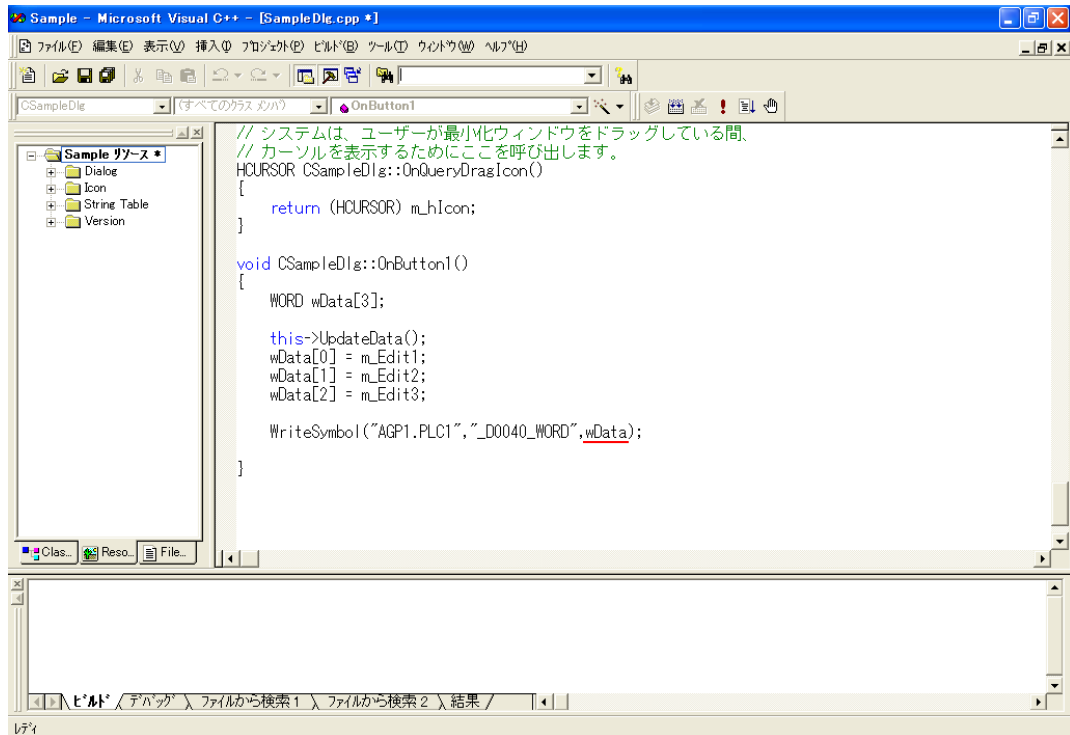 Sample - Microsoft Visual C++ - [SampleDlg.cpp *]
ファイル(F) 編集(E) 表示(V) 挿入(I) プロジェクト(P) ビルド(B) ツール(T) ウィンドウ(W) ヘルプ(H)
CSampleDlg (すべてのクラス メンバ) OnButton1
Sample リソース *
Dialog
Icon
String Table
Version
Clas... Reso... File...
// システムは、ユーザーが最小化ウィンドウをドラッグしている間、
// カーソルを表示するためにここを呼び出します。
HCURSOR CSampleDlg::OnQueryDragIcon()
{
return (HCURSOR) m_hIcon;
}
void CSampleDlg::OnButton1()
{
WORD wData[3];
this->UpdateData();
wData[0] = m_Edit1;
wData[1] = m_Edit2;
wData[2] = m_Edit3;
WriteSymbol("AGP1.PLC1","_D0040_WORD",wData);
}
ビルド デバッグ ファイルから検索 1 ファイルから検索 2 結果
レディ